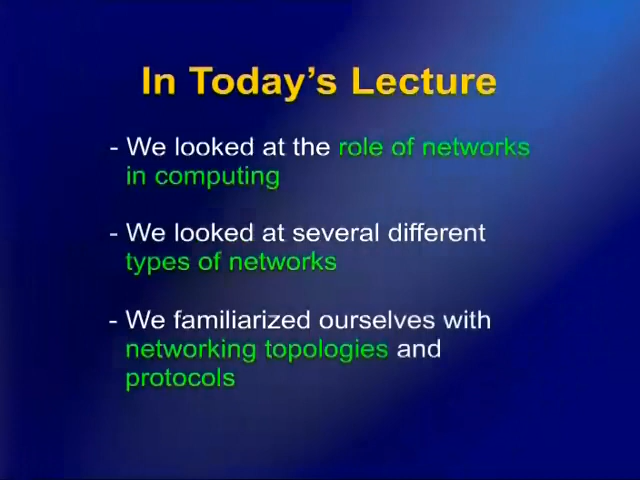 In Today's Lecture
- We looked at the role of networks
in computing
- We looked at several different
types of networks
- We familiarized ourselves with
networking topologies and
protocols